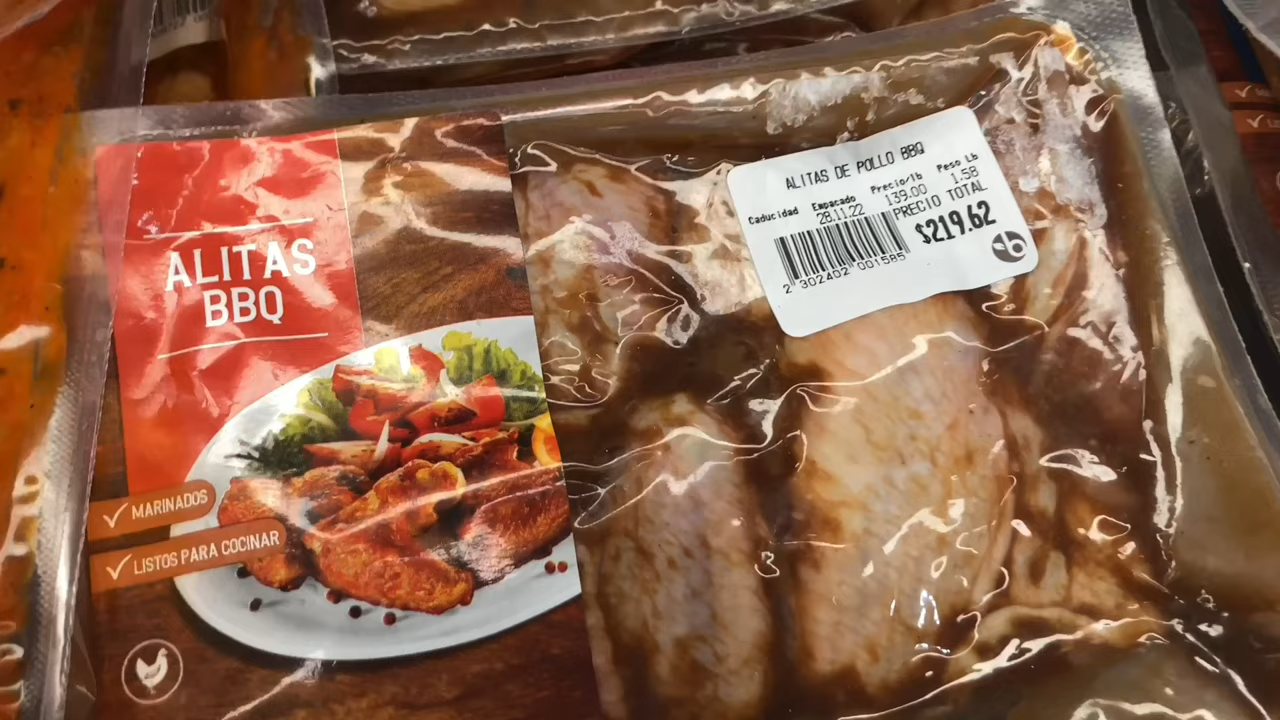 ALITAS
BBQ
✓ MARINADOS
✓ LISTOS PARA COCINAR
ALITAS DE POLLO BBQ
Caducidad Empacado Precio/lb Peso Lb
28.11.22 139.00 1.58
PRECIO TOTAL
$219.62
2 302402 001585
b